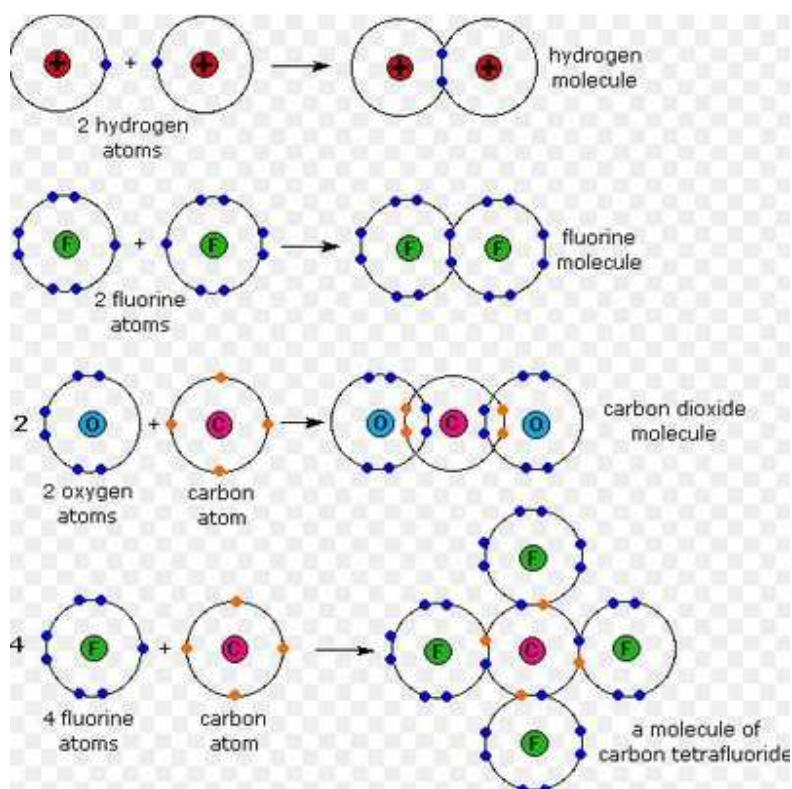 +
hydrogen
molecule
2 hydrogen
atoms
F + F F F
fluorine
molecule
2 fluorine
atoms
2 O + C O C O
carbon dioxide
molecule
2 oxygen
atoms
carbon
atom
F
4 F + C F C F
4 fluorine
atoms
carbon
atom
F
a molecule of
carbon tetrafluoride